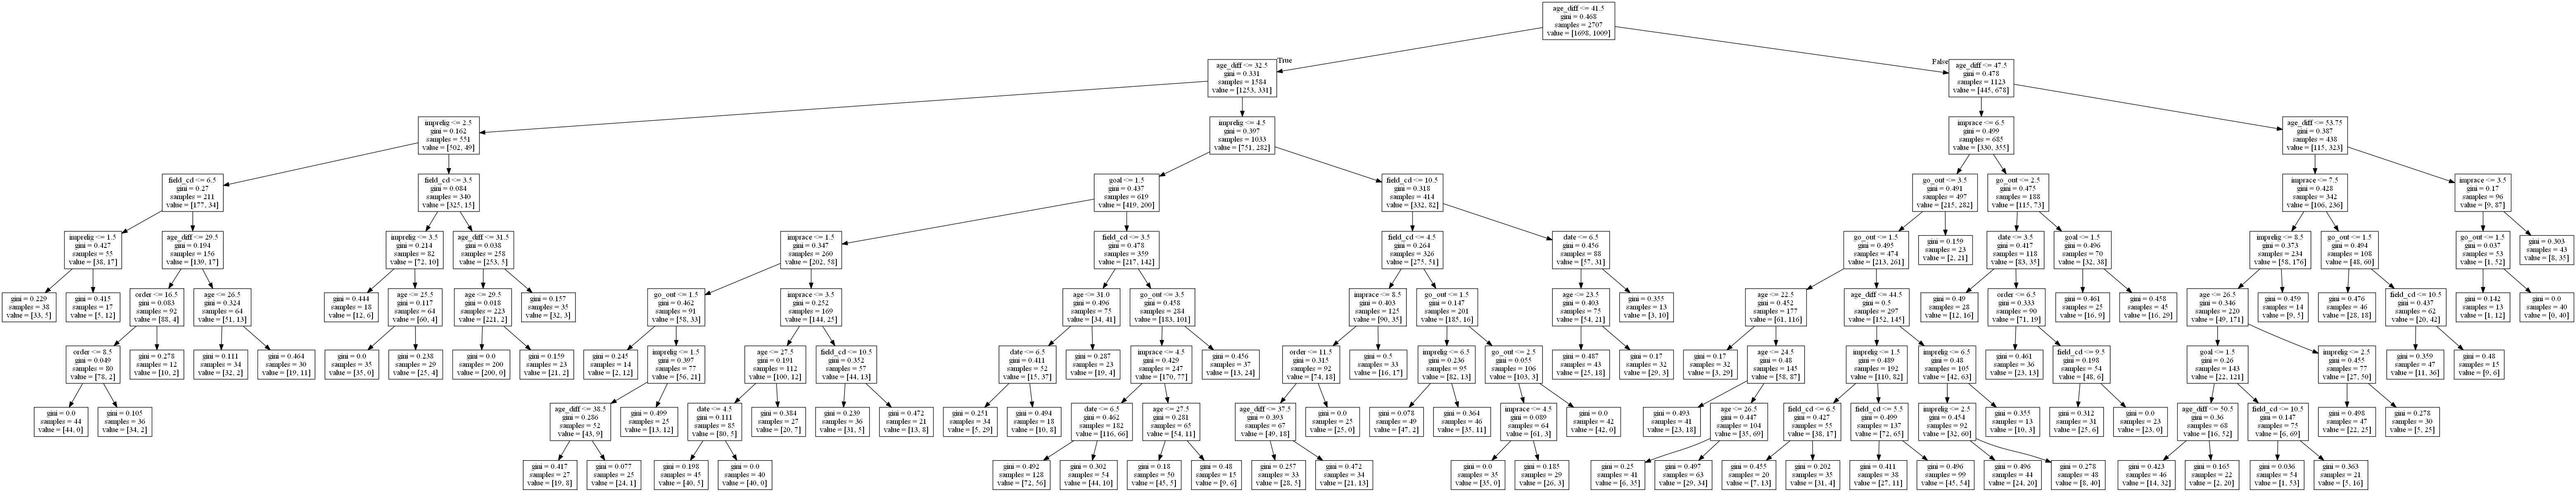 age_diff <= 41.5
gini = 0.468
samples = 2707
value = [1698, 1009]
True
False
age_diff <= 32.5
gini = 0.331
samples = 1584
value = [1253, 331]
age_diff <= 47.5
gini = 0.478
samples = 1123
value = [445, 678]
imprelig <= 2.5
gini = 0.162
samples = 551
value = [502, 49]
imprelig <= 4.5
gini = 0.397
samples = 1033
value = [751, 282]
imprace <= 6.5
gini = 0.499
samples = 685
value = [330, 355]
age_diff <= 53.75
gini = 0.387
samples = 438
value = [115, 323]
field_cd <= 6.5
gini = 0.27
samples = 211
value = [177, 34]
field_cd <= 3.5
gini = 0.084
samples = 340
value = [325, 15]
goal <= 1.5
gini = 0.437
samples = 619
value = [419, 200]
field_cd <= 10.5
gini = 0.318
samples = 414
value = [332, 82]
go_out <= 3.5
gini = 0.491
samples = 497
value = [215, 282]
go_out <= 2.5
gini = 0.475
samples = 188
value = [115, 73]
imprace <= 7.5
gini = 0.428
samples = 342
value = [106, 236]
imprace <= 3.5
gini = 0.17
samples = 96
value = [9, 87]
imprelig <= 1.5
gini = 0.427
samples = 55
value = [38, 17]
age_diff <= 29.5
gini = 0.194
samples = 156
value = [139, 17]
imprelig <= 3.5
gini = 0.214
samples = 82
value = [72, 10]
age_diff <= 31.5
gini = 0.038
samples = 258
value = [253, 5]
imprace <= 1.5
gini = 0.347
samples = 260
value = [202, 58]
field_cd <= 3.5
gini = 0.478
samples = 359
value = [217, 142]
field_cd <= 4.5
gini = 0.264
samples = 326
value = [275, 51]
date <= 6.5
gini = 0.456
samples = 88
value = [57, 31]
go_out <= 1.5
gini = 0.495
samples = 474
value = [213, 261]
gini = 0.159
samples = 23
value = [2, 21]
date <= 3.5
gini = 0.417
samples = 118
value = [83, 35]
goal <= 1.5
gini = 0.496
samples = 70
value = [32, 38]
imprelig <= 8.5
gini = 0.373
samples = 234
value = [58, 176]
go_out <= 1.5
gini = 0.494
samples = 108
value = [48, 60]
go_out <= 1.5
gini = 0.037
samples = 53
value = [1, 52]
gini = 0.303
samples = 43
value = [8, 35]
gini = 0.229
samples = 38
value = [33, 5]
gini = 0.415
samples = 17
value = [5, 12]
order <= 16.5
gini = 0.083
samples = 92
value = [88, 4]
age <= 26.5
gini = 0.324
samples = 64
value = [51, 13]
gini = 0.444
samples = 18
value = [12, 6]
age <= 25.5
gini = 0.117
samples = 64
value = [60, 4]
age <= 29.5
gini = 0.018
samples = 223
value = [221, 2]
gini = 0.157
samples = 35
value = [32, 3]
go_out <= 1.5
gini = 0.462
samples = 91
value = [58, 33]
imprace <= 3.5
gini = 0.252
samples = 169
value = [144, 25]
age <= 31.0
gini = 0.496
samples = 75
value = [34, 41]
go_out <= 3.5
gini = 0.458
samples = 284
value = [183, 101]
imprace <= 8.5
gini = 0.403
samples = 125
value = [90, 35]
go_out <= 1.5
gini = 0.147
samples = 201
value = [185, 16]
age <= 23.5
gini = 0.403
samples = 75
value = [54, 21]
gini = 0.355
samples = 13
value = [3, 10]
age <= 22.5
gini = 0.452
samples = 177
value = [61, 116]
age_diff <= 44.5
gini = 0.5
samples = 297
value = [152, 145]
gini = 0.49
samples = 28
value = [12, 16]
order <= 6.5
gini = 0.333
samples = 90
value = [71, 19]
gini = 0.461
samples = 25
value = [16, 9]
gini = 0.458
samples = 45
value = [16, 29]
age <= 26.5
gini = 0.346
samples = 220
value = [49, 171]
gini = 0.459
samples = 14
value = [9, 5]
gini = 0.476
samples = 46
value = [28, 18]
field_cd <= 10.5
gini = 0.437
samples = 62
value = [20, 42]
gini = 0.142
samples = 13
value = [1, 12]
gini = 0.0
samples = 40
value = [0, 40]
order <= 8.5
gini = 0.049
samples = 80
value = [78, 2]
gini = 0.278
samples = 12
value = [10, 2]
gini = 0.111
samples = 34
value = [32, 2]
gini = 0.464
samples = 30
value = [19, 11]
gini = 0.0
samples = 35
value = [35, 0]
gini = 0.238
samples = 29
value = [25, 4]
gini = 0.0
samples = 200
value = [200, 0]
gini = 0.159
samples = 23
value = [21, 2]
gini = 0.245
samples = 14
value = [2, 12]
imprelig <= 1.5
gini = 0.397
samples = 77
value = [56, 21]
age <= 27.5
gini = 0.191
samples = 112
value = [100, 12]
field_cd <= 10.5
gini = 0.352
samples = 57
value = [44, 13]
date <= 6.5
gini = 0.411
samples = 52
value = [15, 37]
gini = 0.287
samples = 23
value = [19, 4]
imprace <= 4.5
gini = 0.429
samples = 247
value = [170, 77]
gini = 0.456
samples = 37
value = [13, 24]
order <= 11.5
gini = 0.315
samples = 92
value = [74, 18]
gini = 0.5
samples = 33
value = [16, 17]
imprelig <= 6.5
gini = 0.236
samples = 95
value = [82, 13]
go_out <= 2.5
gini = 0.055
samples = 106
value = [103, 3]
gini = 0.487
samples = 43
value = [25, 18]
gini = 0.17
samples = 32
value = [29, 3]
gini = 0.17
samples = 32
value = [3, 29]
age <= 24.5
gini = 0.48
samples = 145
value = [58, 87]
imprelig <= 1.5
gini = 0.489
samples = 192
value = [110, 82]
imprelig <= 6.5
gini = 0.48
samples = 105
value = [42, 63]
gini = 0.461
samples = 36
value = [23, 13]
field_cd <= 9.5
gini = 0.198
samples = 54
value = [48, 6]
goal <= 1.5
gini = 0.26
samples = 143
value = [22, 121]
imprelig <= 2.5
gini = 0.455
samples = 77
value = [27, 50]
gini = 0.359
samples = 47
value = [11, 36]
gini = 0.48
samples = 15
value = [9, 6]
gini = 0.0
samples = 44
value = [44, 0]
gini = 0.105
samples = 36
value = [34, 2]
age_diff <= 38.5
gini = 0.286
samples = 52
value = [43, 9]
gini = 0.499
samples = 25
value = [13, 12]
date <= 4.5
gini = 0.111
samples = 85
value = [80, 5]
gini = 0.384
samples = 27
value = [20, 7]
gini = 0.239
samples = 36
value = [31, 5]
gini = 0.472
samples = 21
value = [13, 8]
gini = 0.251
samples = 34
value = [5, 29]
gini = 0.494
samples = 18
value = [10, 8]
date <= 6.5
gini = 0.462
samples = 182
value = [116, 66]
age <= 27.5
gini = 0.281
samples = 65
value = [54, 11]
age_diff <= 37.5
gini = 0.393
samples = 67
value = [49, 18]
gini = 0.0
samples = 25
value = [25, 0]
gini = 0.078
samples = 49
value = [47, 2]
gini = 0.364
samples = 46
value = [35, 11]
imprace <= 4.5
gini = 0.089
samples = 64
value = [61, 3]
gini = 0.0
samples = 42
value = [42, 0]
gini = 0.493
samples = 41
value = [23, 18]
age <= 26.5
gini = 0.447
samples = 104
value = [35, 69]
field_cd <= 6.5
gini = 0.427
samples = 55
value = [38, 17]
field_cd <= 5.5
gini = 0.499
samples = 137
value = [72, 65]
imprelig <= 2.5
gini = 0.454
samples = 92
value = [32, 60]
gini = 0.355
samples = 13
value = [10, 3]
gini = 0.312
samples = 31
value = [25, 6]
gini = 0.0
samples = 23
value = [23, 0]
age_diff <= 50.5
gini = 0.36
samples = 68
value = [16, 52]
field_cd <= 10.5
gini = 0.147
samples = 75
value = [6, 69]
gini = 0.498
samples = 47
value = [22, 25]
gini = 0.278
samples = 30
value = [5, 25]
gini = 0.417
samples = 27
value = [19, 8]
gini = 0.077
samples = 25
value = [24, 1]
gini = 0.198
samples = 45
value = [40, 5]
gini = 0.0
samples = 40
value = [40, 0]
gini = 0.492
samples = 128
value = [72, 56]
gini = 0.302
samples = 54
value = [44, 10]
gini = 0.18
samples = 50
value = [45, 5]
gini = 0.48
samples = 15
value = [9, 6]
gini = 0.257
samples = 33
value = [28, 5]
gini = 0.472
samples = 34
value = [21, 13]
gini = 0.0
samples = 35
value = [35, 0]
gini = 0.185
samples = 29
value = [26, 3]
gini = 0.25
samples = 41
value = [6, 35]
gini = 0.497
samples = 63
value = [29, 34]
gini = 0.455
samples = 20
value = [7, 13]
gini = 0.202
samples = 35
value = [31, 4]
gini = 0.411
samples = 38
value = [27, 11]
gini = 0.496
samples = 99
value = [45, 54]
gini = 0.496
samples = 44
value = [24, 20]
gini = 0.278
samples = 48
value = [8, 40]
gini = 0.423
samples = 46
value = [14, 32]
gini = 0.165
samples = 22
value = [2, 20]
gini = 0.036
samples = 54
value = [1, 53]
gini = 0.363
samples = 21
value = [5, 16]